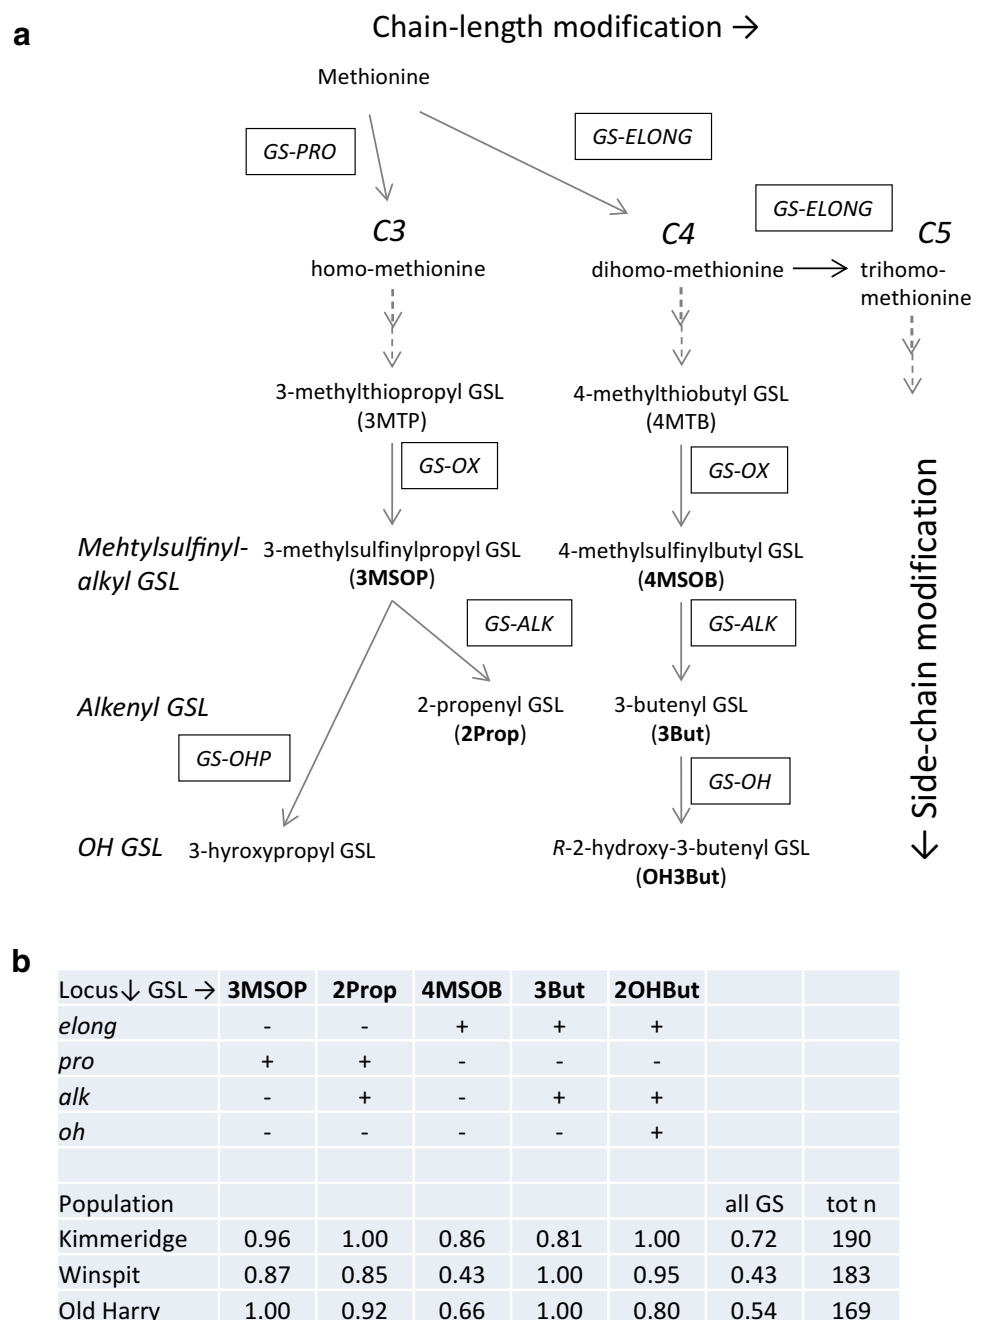 a
Chain-length modification →
Methionine
GS-PRO
GS-ELONG
GS-ELONG
C3
C4
C5
homo-methionine
dihomo-methionine
trihomo-
methionine
3-methylthiopropyl GSL
(3MTP)
4-methylthiobutyl GSL
(4MTB)
GS-OX
GS-OX
Mehtylsulfinyl-
alkyl GSL
3-methylsulfinylpropyl GSL
(3MSOP)
4-methylsulfinylbutyl GSL
(4MSOB)
GS-ALK
GS-ALK
Alkenyl GSL
2-propenyl GSL
(2Prop)
3-butenyl GSL
(3But)
GS-OHP
GS-OH
OH GSL
3-hyroxypropyl GSL
R-2-hydroxy-3-butenyl GSL
(OH3But)
← Side-chain modification
b
Locus↓ GSL → 3MSOP 2Prop 4MSOB 3But 2OHBut
elong - - + + +
pro + + - - -
alk - + - + +
oh - - - - +
Population all GS tot n
Kimmeridge 0.96 1.00 0.86 0.81 1.00 0.72 190
Winspit 0.87 0.85 0.43 1.00 0.95 0.43 183
Old Harry 1.00 0.92 0.66 1.00 0.80 0.54 169